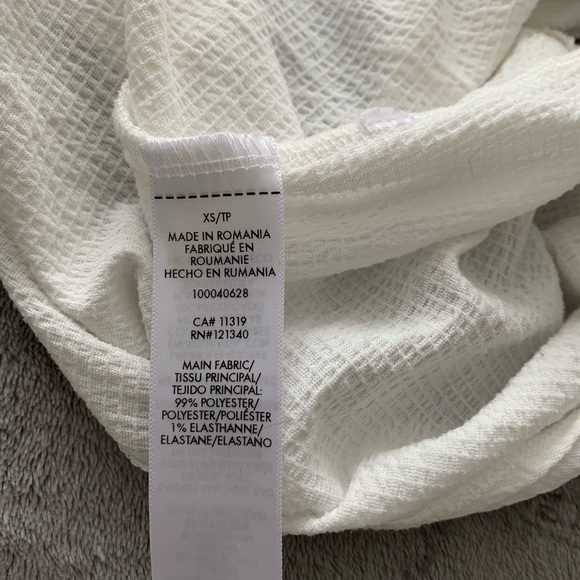 XS/TP
MADE IN ROMANIA
FABRIQUÉ EN
ROUMANIE
HECHO EN RUMANIA
100040628
CA# 11319
RN#121340
MAIN FABRIC/
TISSU PRINCIPAL/
TEJIDO PRINCIPAL:
99% POLYESTER/
POLYESTER/POLIÉSTER
1% ELASTHANNE/
ELASTANE/ELASTANO